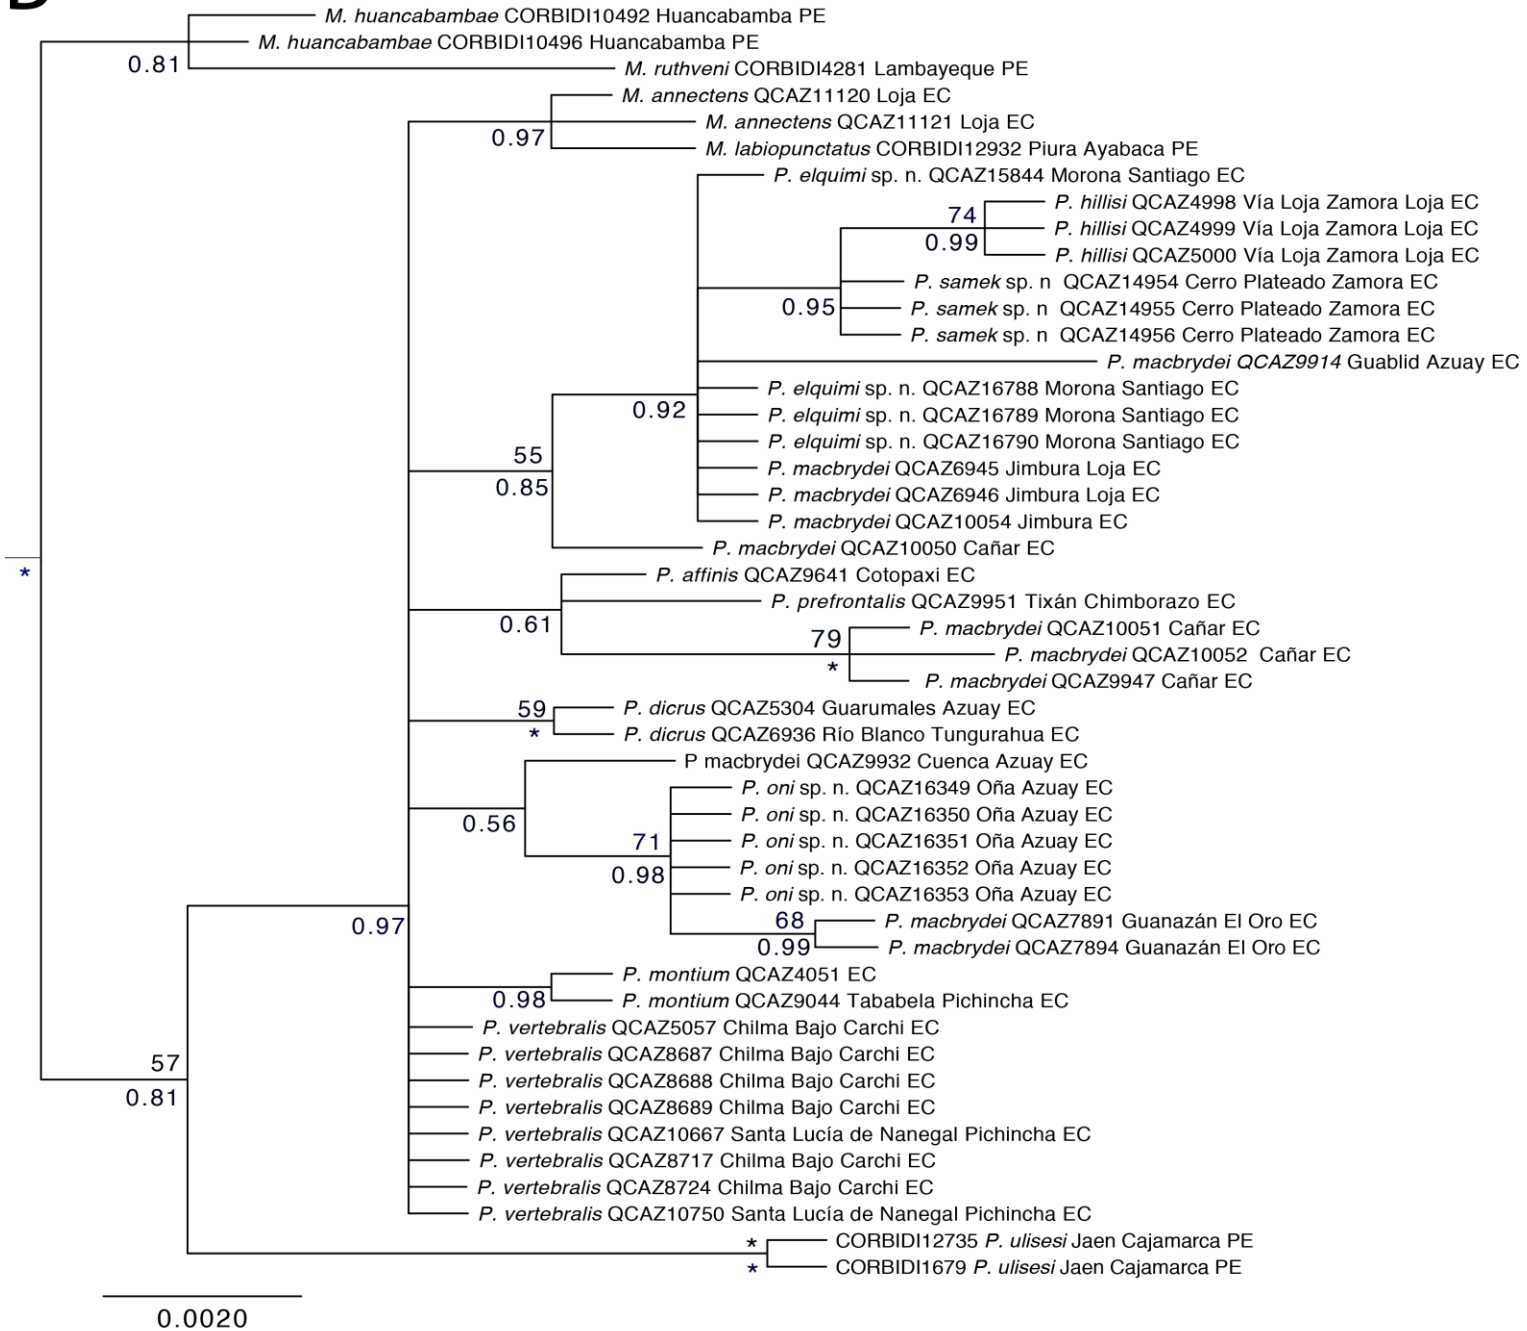 M. huancabambae CORBIDI10492 Huancabamba PE
M. huancabambae CORBIDI10496 Huancabamba PE
0.81
M. ruthveni CORBIDI4281 Lambayeque PE
M. annectens QCAZ11120 Loja EC
M. annectens QCAZ11121 Loja EC
0.97
M. labiopunctatus CORBIDI12932 Piura Ayabaca PE
P. elquimi sp. n. QCAZ15844 Morona Santiago EC
P. hillisi QCAZ4998 Vía Loja Zamora Loja EC
74
P. hillisi QCAZ4999 Vía Loja Zamora Loja EC
0.99
P. hillisi QCAZ5000 Vía Loja Zamora Loja EC
P. samek sp. n QCAZ14954 Cerro Plateado Zamora EC
0.95
P. samek sp. n QCAZ14955 Cerro Plateado Zamora EC
P. samek sp. n QCAZ14956 Cerro Plateado Zamora EC
P. macbrydei QCAZ9914 Guablid Azuay EC
P. elquimi sp. n. QCAZ16788 Morona Santiago EC
0.92
P. elquimi sp. n. QCAZ16789 Morona Santiago EC
P. elquimi sp. n. QCAZ16790 Morona Santiago EC
55
P. macbrydei QCAZ6945 Jimbura Loja EC
0.85
P. macbrydei QCAZ6946 Jimbura Loja EC
P. macbrydei QCAZ10054 Jimbura EC
P. macbrydei QCAZ10050 Cañar EC
*
P. affinis QCAZ9641 Cotopaxi EC
P. prefrontalis QCAZ9951 Tixán Chimborazo EC
0.61
P. macbrydei QCAZ10051 Cañar EC
79
P. macbrydei QCAZ10052 Cañar EC
*
P. macbrydei QCAZ9947 Cañar EC
59
P. dicrus QCAZ5304 Guarumales Azuay EC
*
P. dicrus QCAZ6936 Río Blanco Tungurahua EC
P macbrydei QCAZ9932 Cuenca Azuay EC
P. oni sp. n. QCAZ16349 Oña Azuay EC
P. oni sp. n. QCAZ16350 Oña Azuay EC
0.56
71
P. oni sp. n. QCAZ16351 Oña Azuay EC
P. oni sp. n. QCAZ16352 Oña Azuay EC
0.98
P. oni sp. n. QCAZ16353 Oña Azuay EC
68
P. macbrydei QCAZ7891 Guanazán El Oro EC
0.97
0.99
P. macbrydei QCAZ7894 Guanazán El Oro EC
P. montium QCAZ4051 EC
0.98
P. montium QCAZ9044 Tababela Pichincha EC
P. vertebralis QCAZ5057 Chilma Bajo Carchi EC
P. vertebralis QCAZ8687 Chilma Bajo Carchi EC
57
P. vertebralis QCAZ8688 Chilma Bajo Carchi EC
0.81
P. vertebralis QCAZ8689 Chilma Bajo Carchi EC
P. vertebralis QCAZ10667 Santa Lucía de Nanegal Pichincha EC
P. vertebralis QCAZ8717 Chilma Bajo Carchi EC
P. vertebralis QCAZ8724 Chilma Bajo Carchi EC
P. vertebralis QCAZ10750 Santa Lucía de Nanegal Pichincha EC
*
CORBIDI12735 P. ulisesi Jaen Cajamarca PE
*
CORBIDI1679 P. ulisesi Jaen Cajamarca PE
0.0020